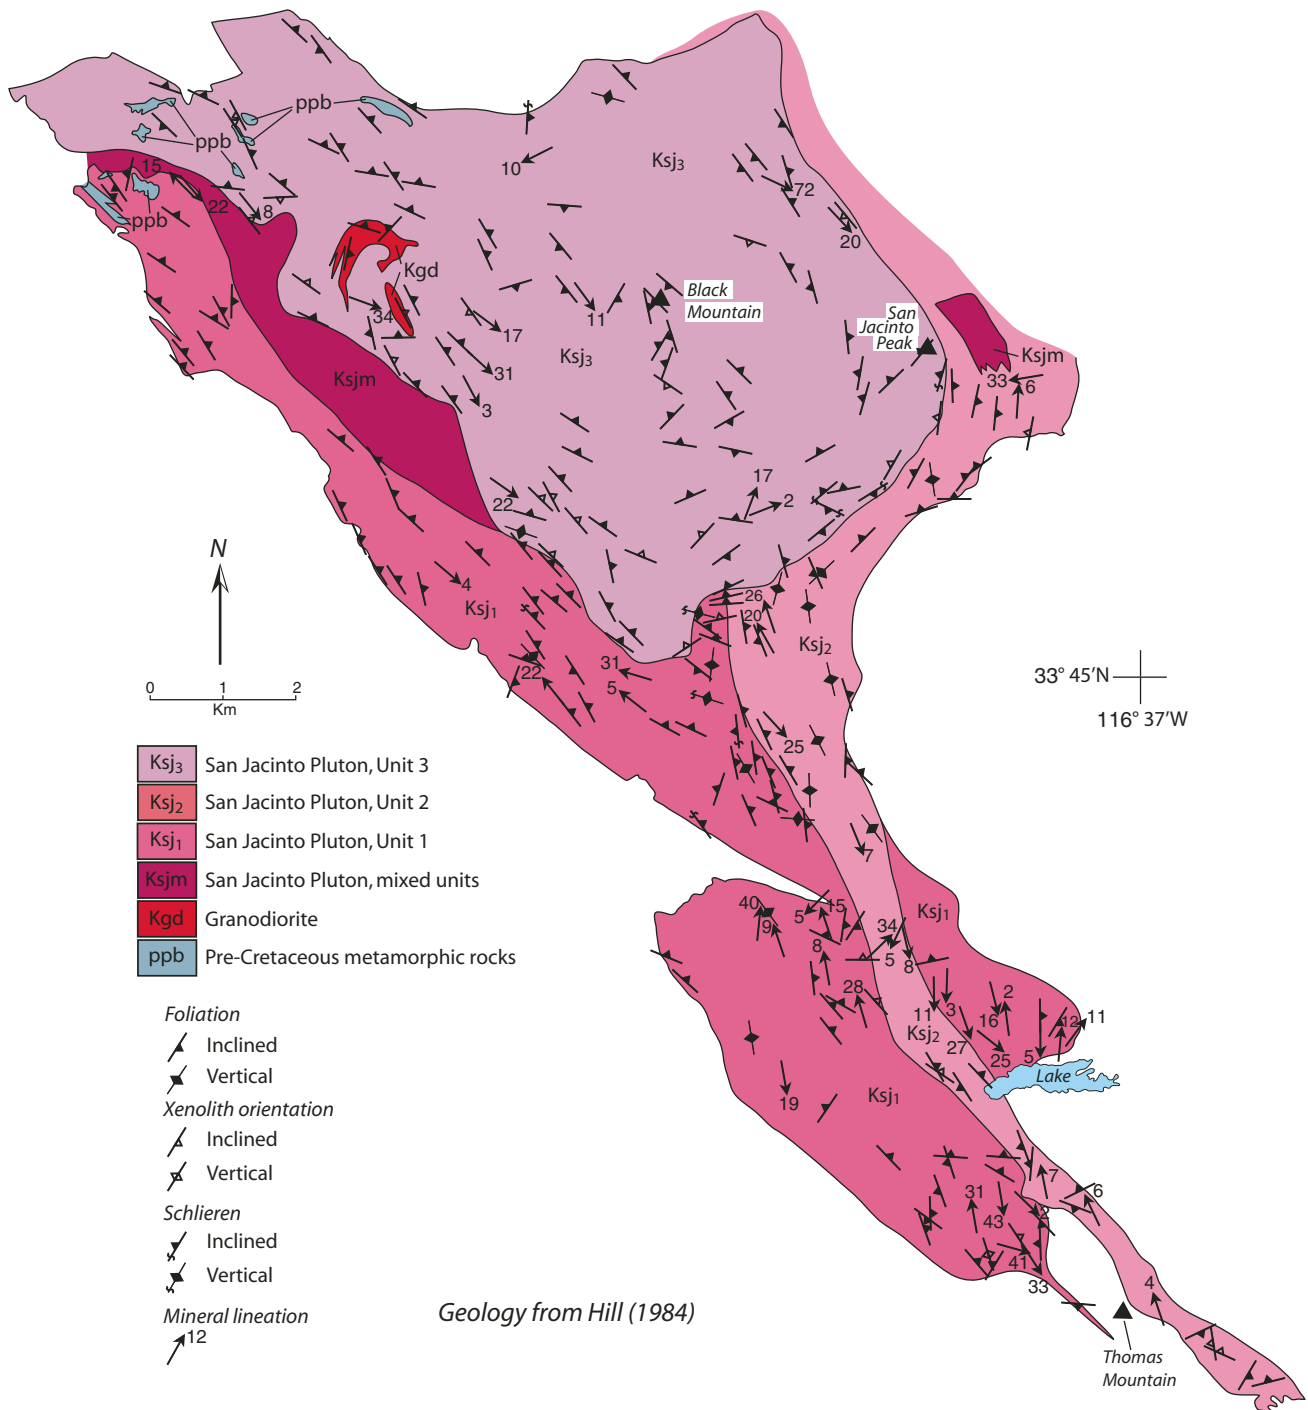 ppb
ppb
10
Ksj3
15
72
22
8
ppb
20
Kgd
Black
Mountain
34
11
San
Jacinto
Peak
17
Ksj3
Ksjm
Ksjm
31
33
6
3
17
2
22
N
4
Ksj1
26
20
Ksj2
0 1 2
Km
31
22
5
33° 45'N
116° 37'W
25
7
Ksj3 San Jacinto Pluton, Unit 3
Ksj2 San Jacinto Pluton, Unit 2
Ksj1 San Jacinto Pluton, Unit 1
Ksjm San Jacinto Pluton, mixed units
Kgd Granodiorite
ppb Pre-Cretaceous metamorphic rocks
40
9
5
15
Ksj1
34
8
5
8
28
11
3
2
16
12
11
Ksj2
27
25
5
Lake
19
Ksj1
Foliation
Inclined
Vertical
Xenolith orientation
Inclined
Vertical
Schlieren
Inclined
Vertical
Mineral lineation
12
7
31
6
2
43
41
33
4
Geology from Hill (1984)
Thomas
Mountain